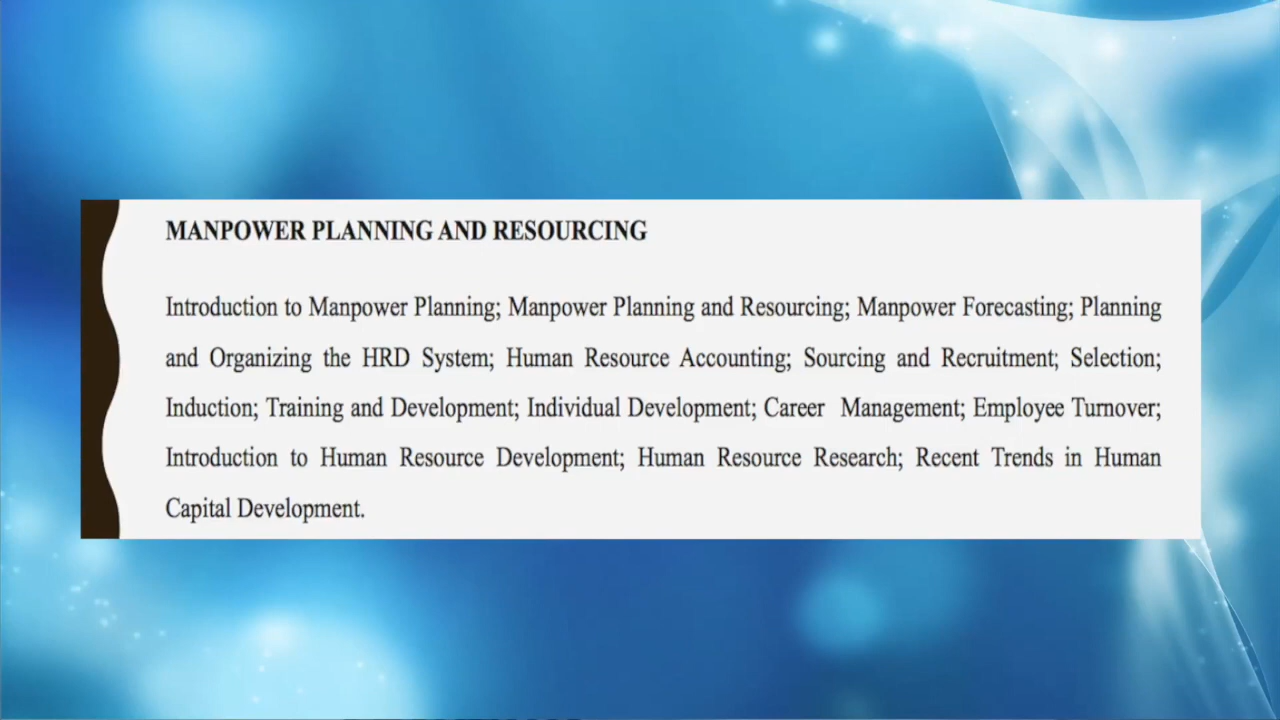 MANPOWER PLANNING AND RESOURCING
Introduction to Manpower Planning; Manpower Planning and Resourcing; Manpower Forecasting; Planning
and Organizing the HRD System; Human Resource Accounting; Sourcing and Recruitment; Selection;
Induction; Training and Development; Individual Development; Career Management; Employee Turnover;
Introduction to Human Resource Development; Human Resource Research; Recent Trends in Human
Capital Development.